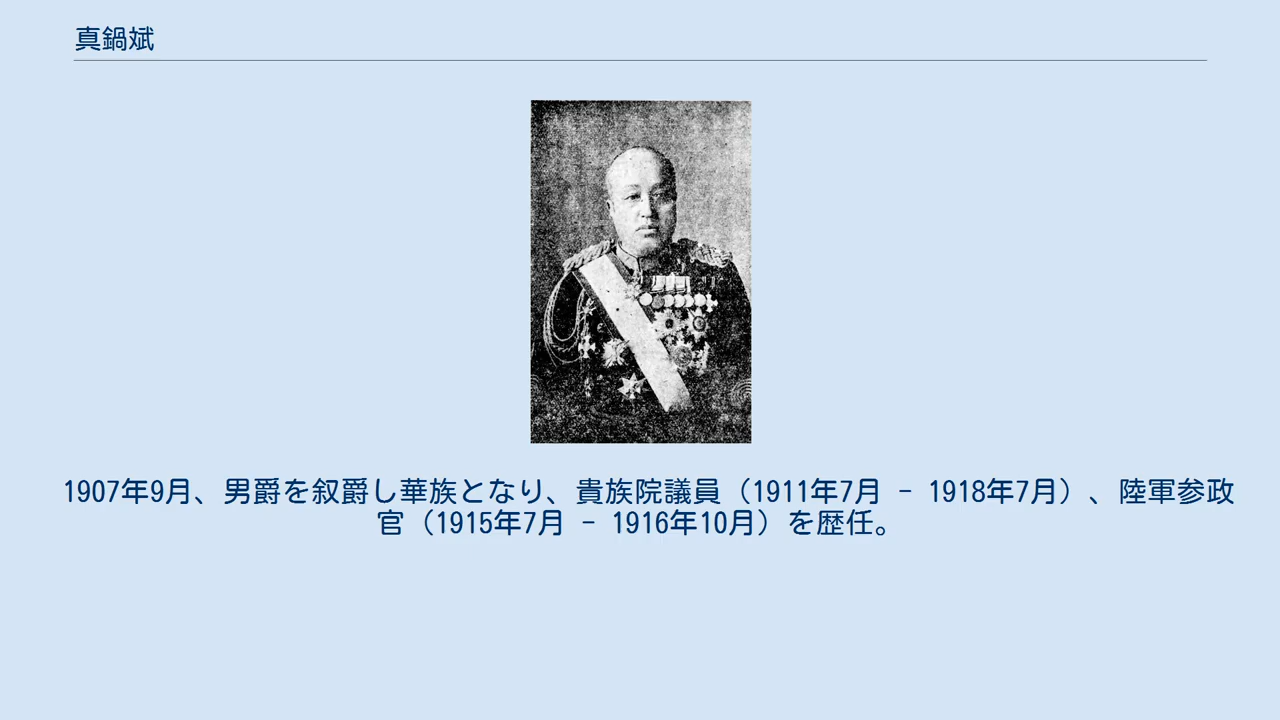 真鍋斌
1907年9月、男爵を叙爵し華族となり、貴族院議員（1911年7月 - 1918年7月）、陸軍参政
官（1915年7月 - 1916年10月）を歴任。